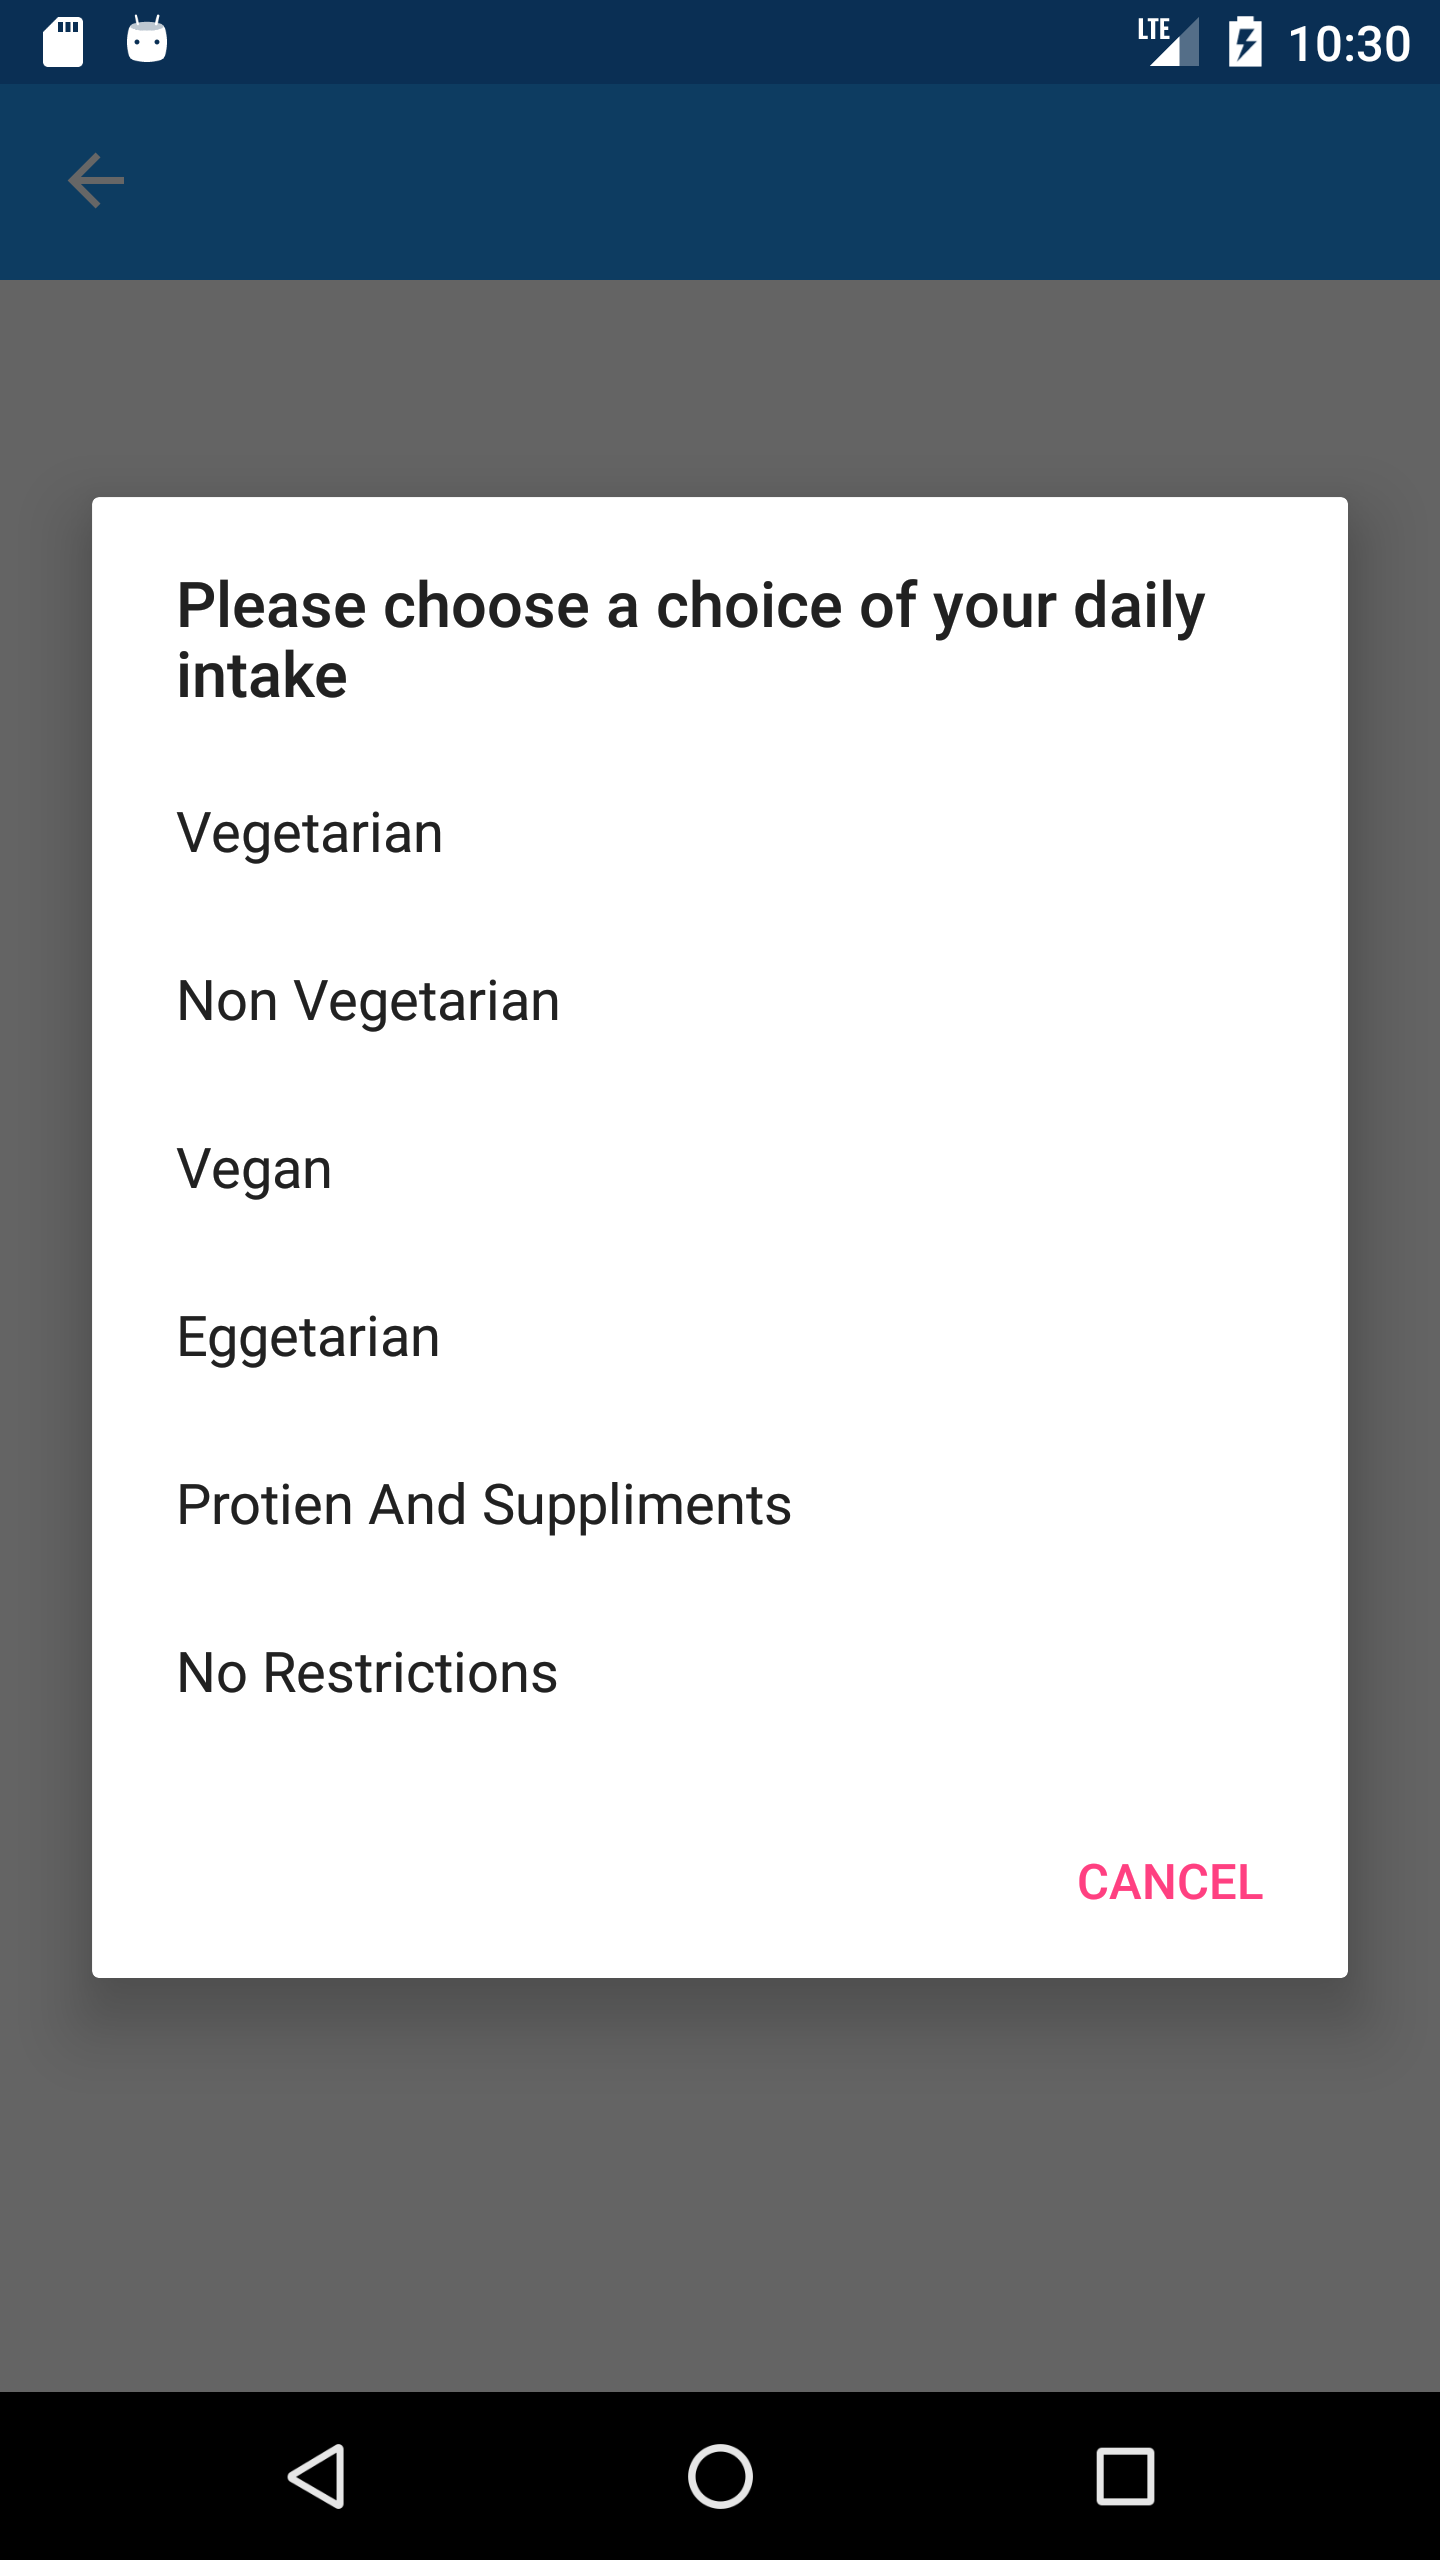 LTE 10:30
Please choose a choice of your daily
intake
Vegetarian
Non Vegetarian
Vegan
Eggetarian
Protien And Suppliments
No Restrictions
CANCEL